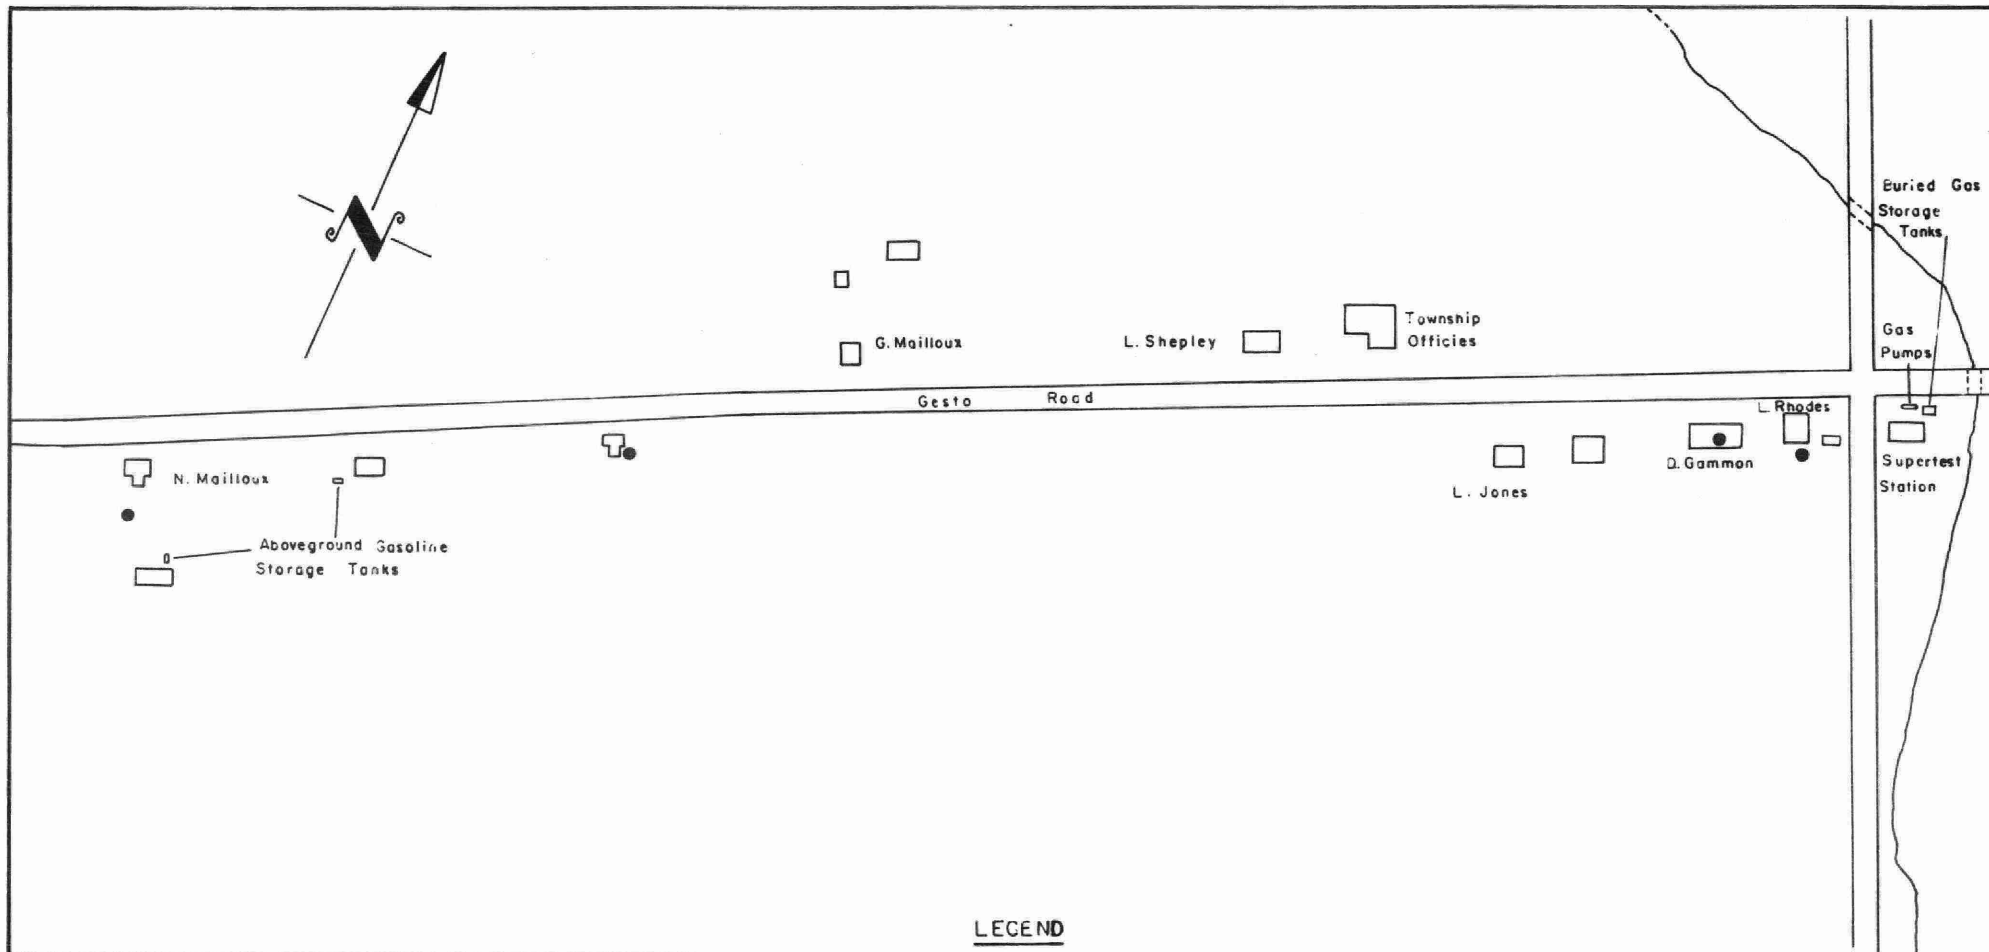 N
Buried Gas
Storage
Tanks
Gas
Pumps
Township
Officies
L. Shepley
G. Mailloux
Gesto Road
L. Rhodes
D. Gammon
Supertest
Station
L. Jones
N. Mailloux
Aboveground Gasoline
Storage Tanks
LEGEND